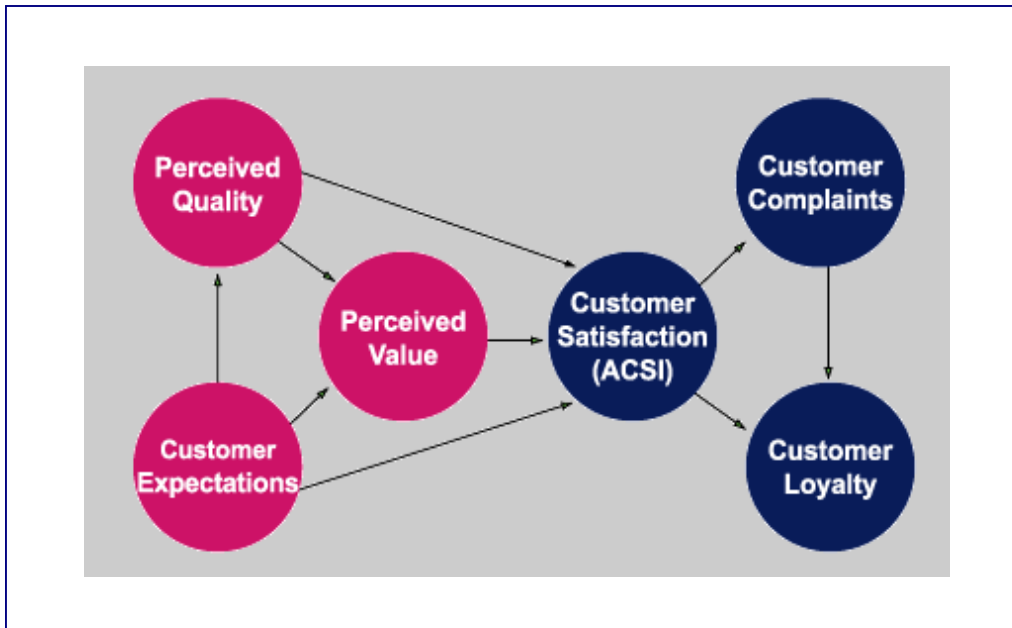 Perceived
Quality
Customer
Complaints
Perceived
Value
Customer
Satisfaction
(ACSI)
Customer
Expectations
Customer
Loyalty